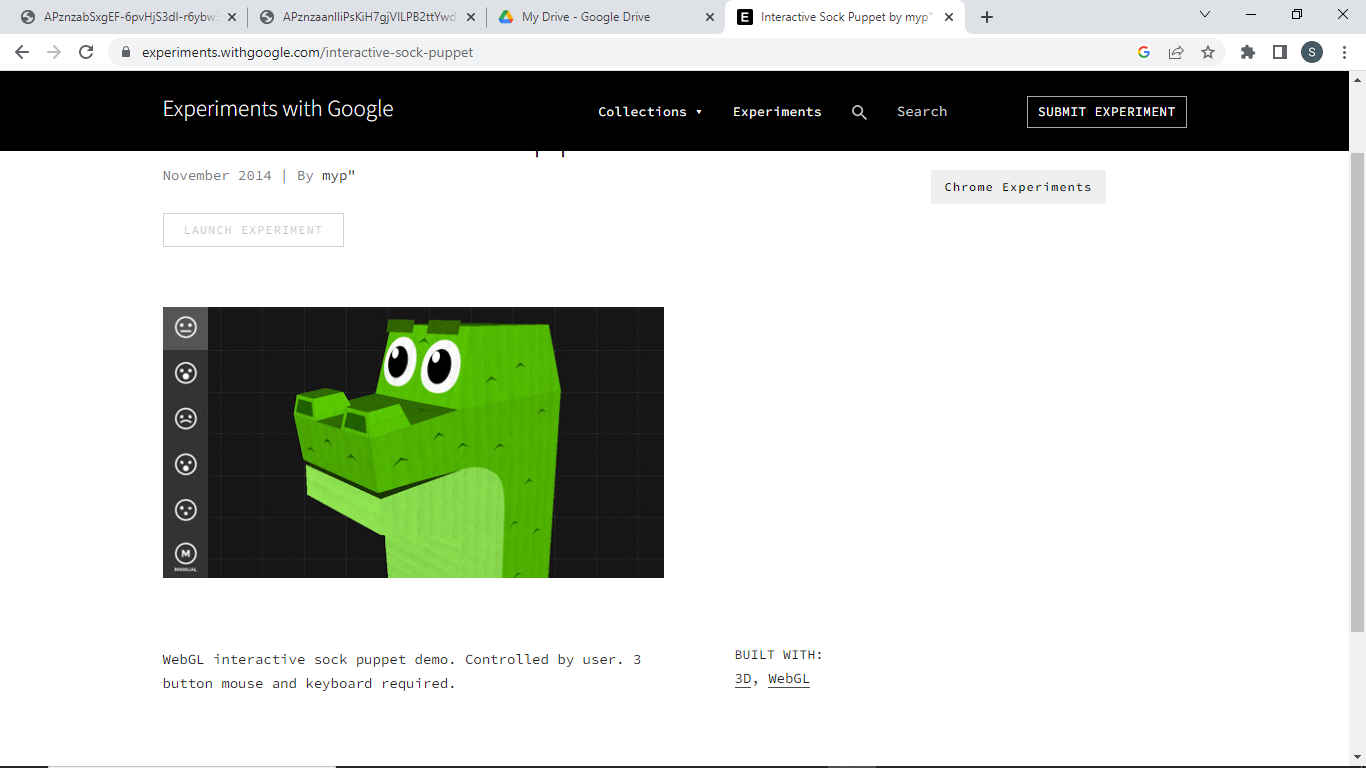 APznzabSxgEF-6pvHjS3dI-r6ybw
APznzaanIliPsKiH7gjVILPB2ttYwd
My Drive - Google Drive
Interactive Sock Puppet by myp"
experiments.withgoogle.com/interactive-sock-puppet
S
Experiments with Google
Collections
Experiments
Search
SUBMIT EXPERIMENT
November 2014 | By myp"
Chrome Experiments
LAUNCH EXPERIMENT
M
MANUAL
WebGL interactive sock puppet demo. Controlled by user. 3
button mouse and keyboard required.
BUILT WITH:
3D, WebGL